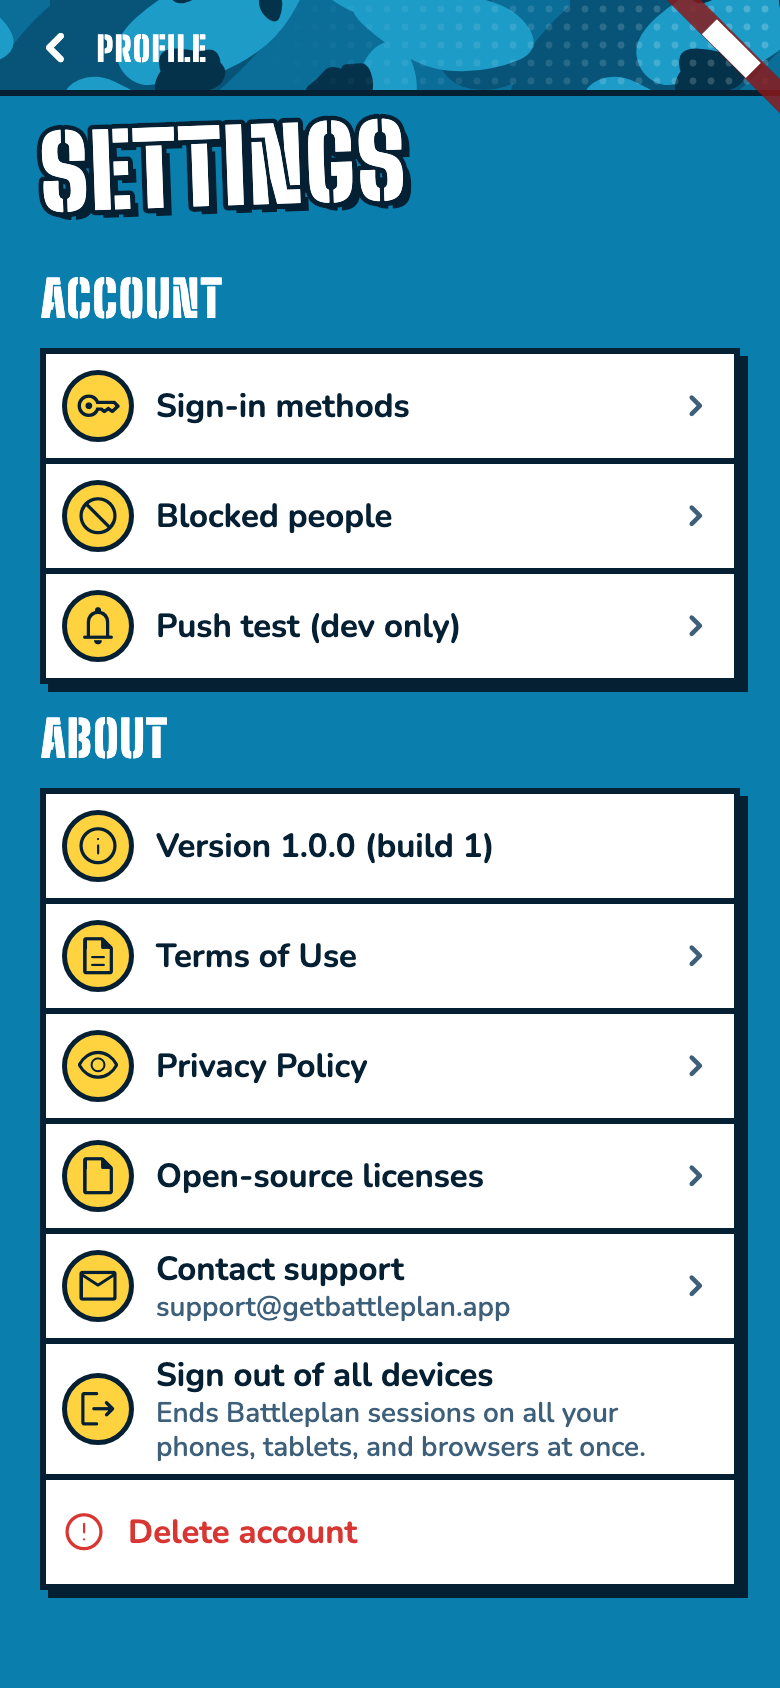 PROFILE
SETTINGS
ACCOUNT
Sign-in methods
Blocked people
Push test (dev only)
ABOUT
Version 1.0.0 (build 1)
Terms of Use
Privacy Policy
Open-source licenses
Contact support
support@getbattleplan.app
Sign out of all devices
Ends Battleplan sessions on all your
phones, tablets, and browsers at once.
Delete account